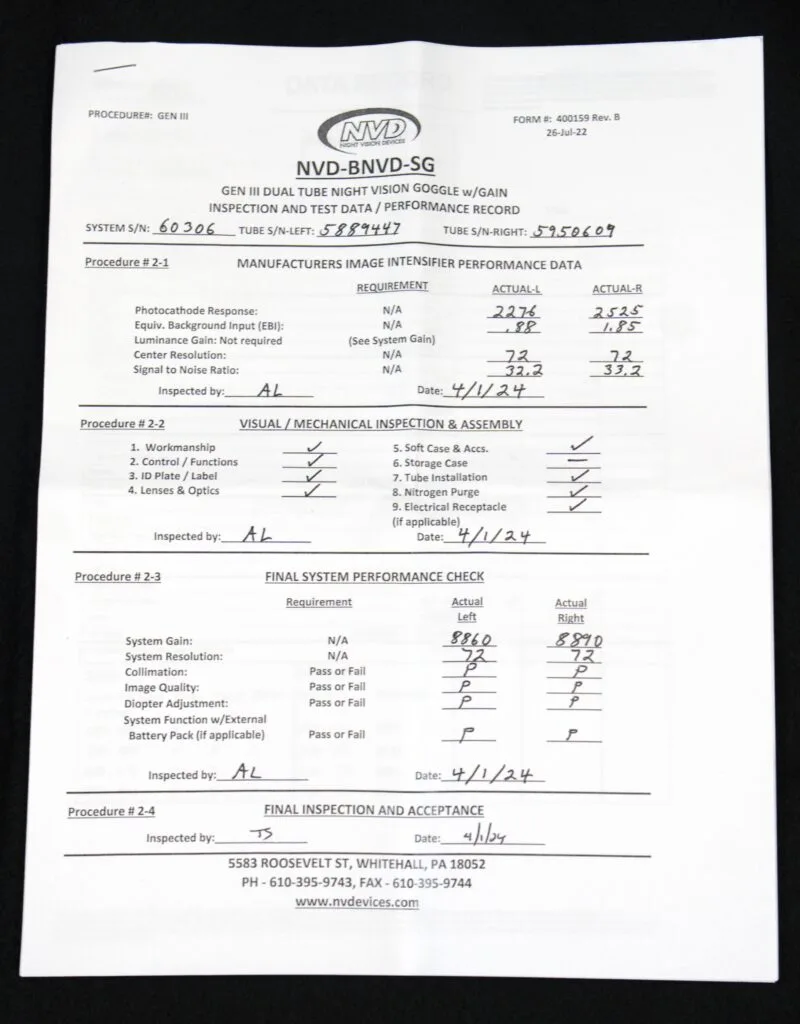 PROCEDURE#: GEN III
FORM #: 400159 Rev. B
26-Jul-22
NVD
NIGHT VISION DEVICES
NVD-BNVD-SG
GEN III DUAL TUBE NIGHT VISION GOGGLE w/GAIN
INSPECTION AND TEST DATA / PERFORMANCE RECORD
SYSTEM S/N: 60306 TUBE S/N-LEFT: 5889447 TUBE S/N-RIGHT: 5950609
Procedure # 2-1 MANUFACTURERS IMAGE INTENSIFIER PERFORMANCE DATA
REQUIREMENT ACTUAL-L ACTUAL-R
Photocathode Response: N/A 2276 2525
Equiv. Background Input (EBI): N/A .88 1.85
Luminance Gain: Not required (See System Gain)
Center Resolution: N/A 72 72
Signal to Noise Ratio: N/A 32.2 33.2
Inspected by: AL Date: 4/1/24
Procedure # 2-2 VISUAL / MECHANICAL INSPECTION & ASSEMBLY
1. Workmanship ✓ 5. Soft Case & Accs. ✓
2. Control / Functions ✓ 6. Storage Case —
3. ID Plate / Label ✓ 7. Tube Installation ✓
4. Lenses & Optics ✓ 8. Nitrogen Purge ✓
9. Electrical Receptacle ✓
(if applicable)
Inspected by: AL Date: 4/1/24
Procedure # 2-3 FINAL SYSTEM PERFORMANCE CHECK
Requirement Actual Actual
Left Right
System Gain: N/A 8860 8890
System Resolution: N/A 72 72
Collimation: Pass or Fail P P
Image Quality: Pass or Fail P P
Diopter Adjustment: Pass or Fail P P
System Function w/External
Battery Pack (if applicable) Pass or Fail P P
Inspected by: AL Date: 4/1/24
Procedure # 2-4 FINAL INSPECTION AND ACCEPTANCE
Inspected by: TS Date: 4/1/24
5583 ROOSEVELT ST, WHITEHALL, PA 18052
PH - 610-395-9743, FAX - 610-395-9744
www.nvdevices.com